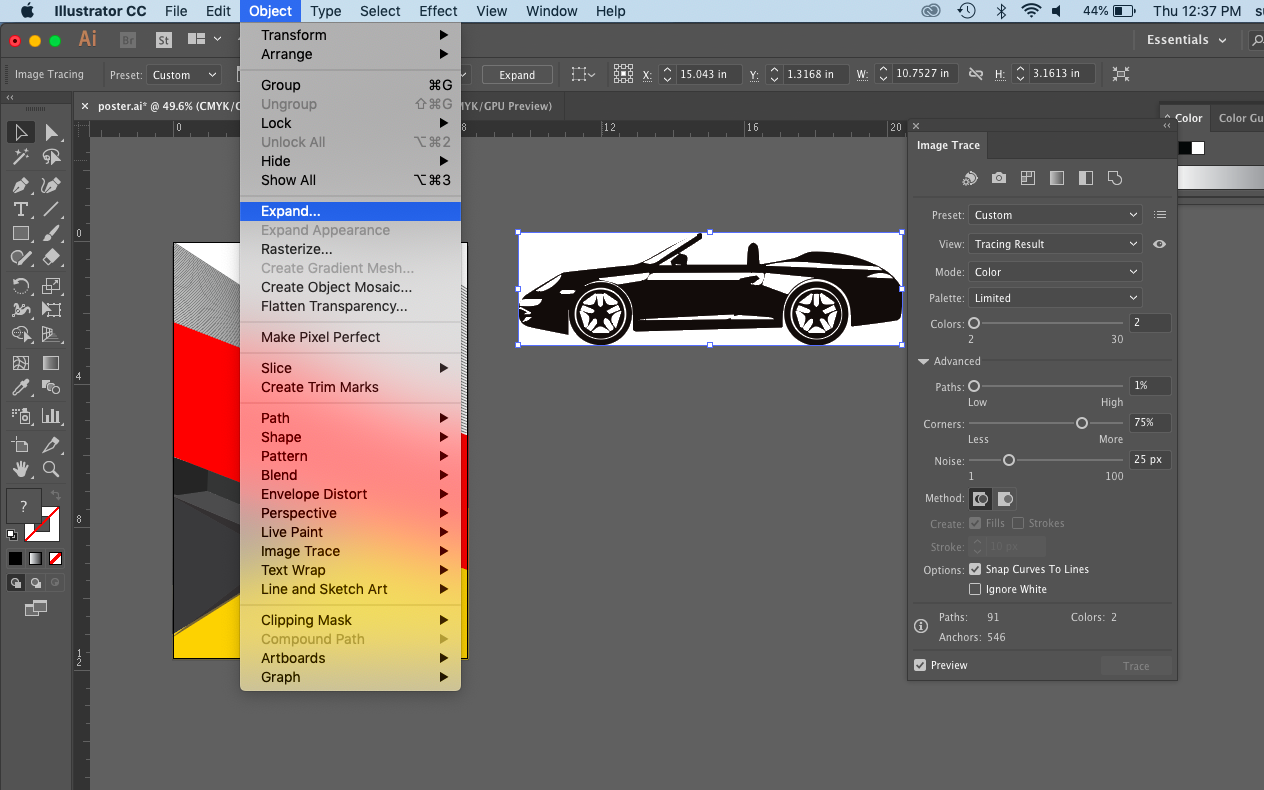 Illustrator CC File Edit Object Type Select Effect View Window Help 44% Thu 12:37 PM
Ai Br St Essentials
Image Tracing Preset: Custom Expand X: 15.043 in Y: 1.3168 in W: 10.7527 in H: 3.1613 in
× poster.ai* @ 49.6% (CMYK/G MYK/GPU Preview)
0 8 12 16 20
0
4
8
1
2
?
Transform
Arrange
Group ⌘G
Ungroup ⇧⌘G
Lock
Unlock All ⌥⌘2
Hide
Show All ⌥⌘3
Expand...
Expand Appearance
Rasterize...
Create Gradient Mesh...
Create Object Mosaic...
Flatten Transparency...
Make Pixel Perfect
Slice
Create Trim Marks
Path
Shape
Pattern
Blend
Envelope Distort
Perspective
Live Paint
Image Trace
Text Wrap
Line and Sketch Art
Clipping Mask
Compound Path
Artboards
Graph
Color Color Gu
Image Trace
Preset: Custom
View: Tracing Result
Mode: Color
Palette: Limited
Colors: 2
2 30
Advanced
Paths: 1%
Low High
Corners: 75%
Less More
Noise: 25 px
1 100
Method:
Create: Fills Strokes
Stroke: 10 px
Options: Snap Curves To Lines
Ignore White
Paths: 91 Colors: 2
Anchors: 546
Preview Trace